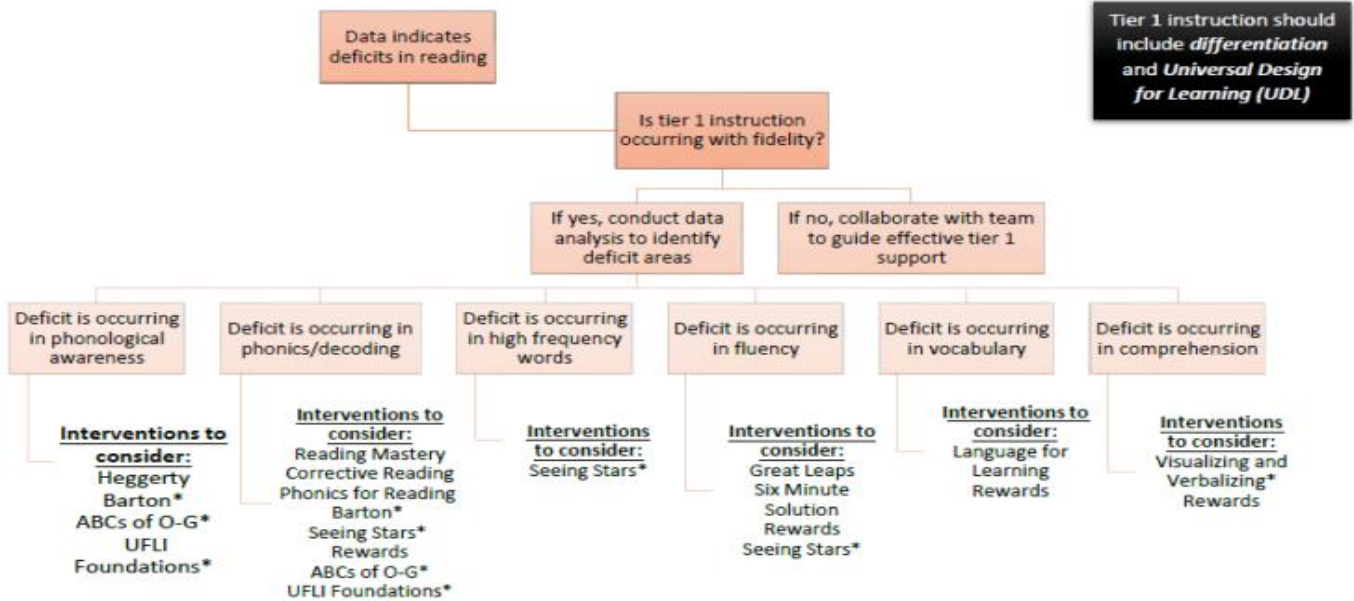 Data indicates
deficits in reading
Tier 1 instruction should
include differentiation
and Universal Design
for Learning (UDL)
Is tier 1 instruction
occurring with fidelity?
If yes, conduct data
analysis to identify
deficit areas
If no, collaborate with team
to guide effective tier 1
support
Deficit is occurring
in phonological
awareness
Deficit is occurring in
phonics/decoding
Deficit is occurring
in high frequency
words
Deficit is occurring
in fluency
Deficit is occurring
in vocabulary
Deficit is occurring
in comprehension
Interventions to
consider:
Heggerty
Barton*
ABCs of O-G*
UFLI
Foundations*
Interventions to
consider:
Reading Mastery
Corrective Reading
Phonics for Reading
Barton*
Seeing Stars*
Rewards
ABCs of O-G*
UFLI Foundations*
Interventions
to consider:
Seeing Stars*
Interventions to
consider:
Great Leaps
Six Minute
Solution
Rewards
Seeing Stars*
Interventions to
consider:
Language for
Learning
Rewards
Interventions
to consider:
Visualizing and
Verbalizing*
Rewards